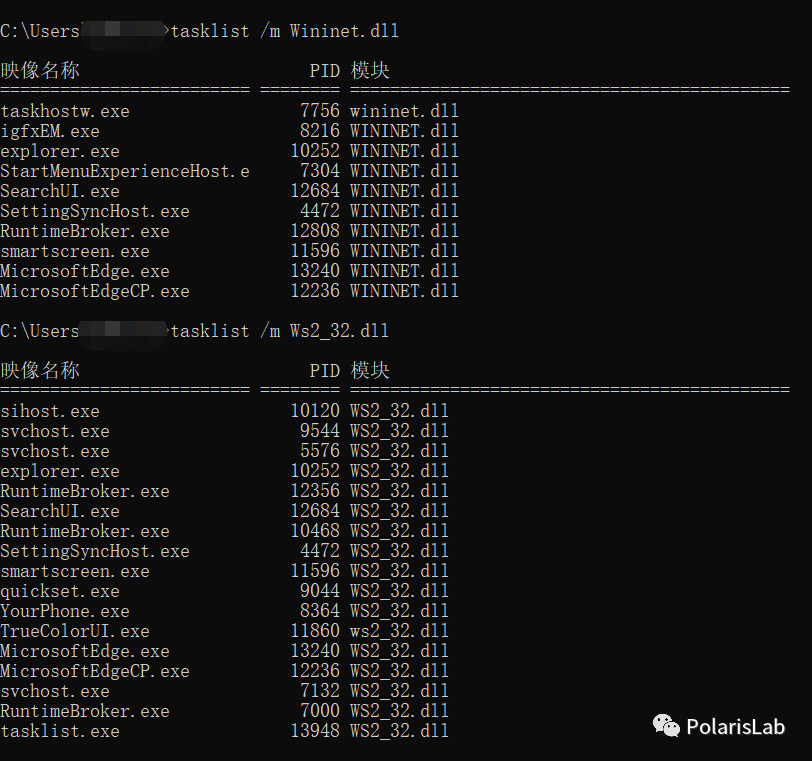 C:\Users >tasklist /m Wininet.dll
映像名称 PID 模块
========================= ======== ============================================
taskhostw.exe 7756 wininet.dll
igfxEM.exe 8216 WININET.dll
explorer.exe 10252 WININET.dll
StartMenuExperienceHost.e 7304 WININET.dll
SearchUI.exe 12684 WININET.dll
SettingSyncHost.exe 4472 WININET.dll
RuntimeBroker.exe 12808 WININET.dll
smartscreen.exe 11596 WININET.dll
MicrosoftEdge.exe 13240 WININET.dll
MicrosoftEdgeCP.exe 12236 WININET.dll
C:\Users >tasklist /m Ws2_32.dll
映像名称 PID 模块
========================= ======== ============================================
sihost.exe 10120 WS2_32.dll
svchost.exe 9544 WS2_32.dll
svchost.exe 5576 WS2_32.dll
explorer.exe 10252 WS2_32.dll
RuntimeBroker.exe 12356 WS2_32.dll
SearchUI.exe 12684 WS2_32.dll
RuntimeBroker.exe 10468 WS2_32.dll
SettingSyncHost.exe 4472 WS2_32.dll
smartscreen.exe 11596 WS2_32.dll
quickset.exe 9044 WS2_32.dll
YourPhone.exe 8364 WS2_32.dll
TrueColorUI.exe 11860 ws2_32.dll
MicrosoftEdge.exe 13240 WS2_32.dll
MicrosoftEdgeCP.exe 12236 WS2_32.dll
svchost.exe 7132 WS2_32.dll
RuntimeBroker.exe 7000 WS2_32.dll
tasklist.exe 13948 WS2_32.dll
PolarisLab